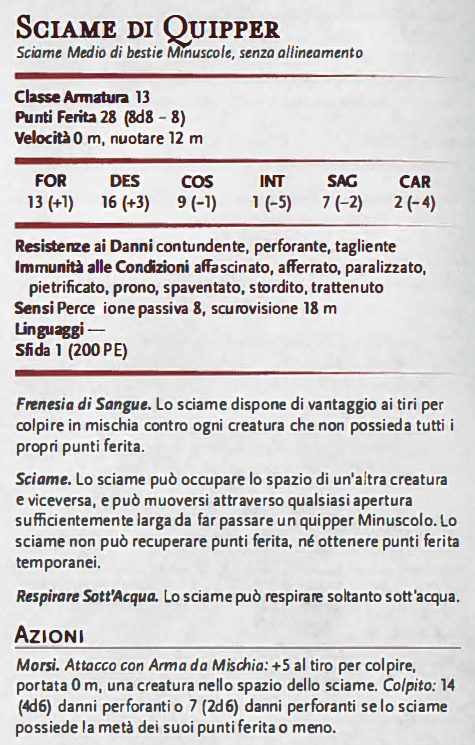 Sciame di Quipper
Sciame Medio di bestie Minuscole, senza allineamento
Classe Armatura 13
Punti Ferita 28 (8d8 – 8)
Velocità 0 m, nuotare 12 m
FOR DES COS INT SAG CAR
13 (+1) 16 (+3) 9 (–1) 1 (–5) 7 (–2) 2 (–4)
Resistenze ai Danni contundente, perforante, tagliente
Immunità alle Condizioni affascinato, afferrato, paralizzato,
pietrificato, prono, spaventato, stordito, trattenuto
Sensi Perce ione passiva 8, scurovisione 18 m
Linguaggi —
Sfida 1 (200 PE)
Frenesia di Sangue. Lo sciame dispone di vantaggio ai tiri per
colpire in mischia contro ogni creatura che non possieda tutti i
propri punti ferita.
Sciame. Lo sciame può occupare lo spazio di un'altra creatura
e viceversa, e può muoversi attraverso qualsiasi apertura
sufficientemente larga da far passare un quipper Minuscolo. Lo
sciame non può recuperare punti ferita, né ottenere punti ferita
temporanei.
Respirare Sott'Acqua. Lo sciame può respirare soltanto sott'acqua.
Azioni
Morsi. Attacco con Arma da Mischia: +5 al tiro per colpire,
portata 0 m, una creatura nello spazio dello sciame. Colpito: 14
(4d6) danni perforanti o 7 (2d6) danni perforanti se lo sciame
possiede la metà dei suoi punti ferita o meno.